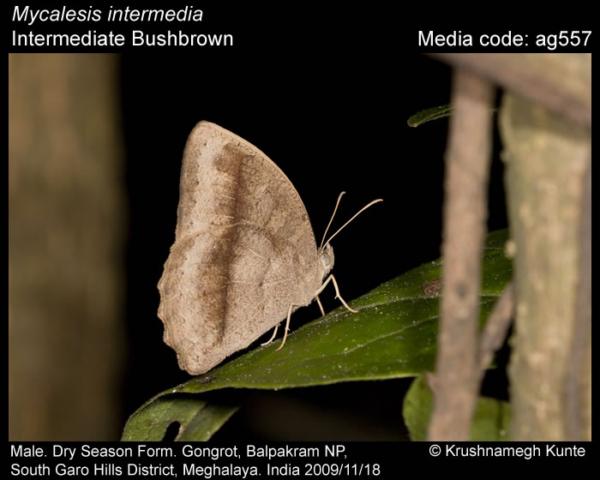 Mycalesis intermedia
Intermediate Bushbrown
Media code: ag557
Male. Dry Season Form. Gongrot, Balpakram NP,
South Garo Hills District, Meghalaya. India 2009/11/18
© Krushnamegh Kunte